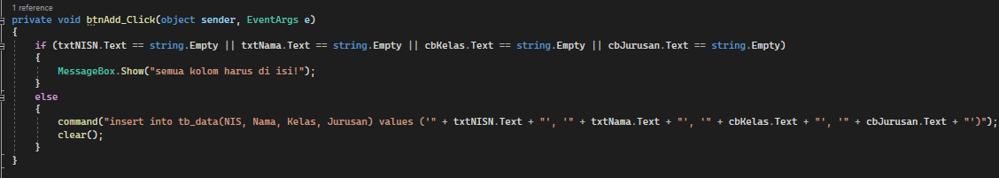 1 reference
private void btnAdd_Click(object sender, EventArgs e)
{
if (txtNISN.Text == string.Empty || txtNama.Text == string.Empty || cbKelas.Text == string.Empty || cbJurusan.Text == string.Empty)
{
MessageBox.Show("semua kolom harus di isi!");
}
else
{
command("insert into tb_data(NIS, Nama, Kelas, Jurusan) values ('" + txtNISN.Text + "', '" + txtNama.Text + "', '" + cbKelas.Text + "', '" + cbJurusan.Text + "')");
clear();
}
}